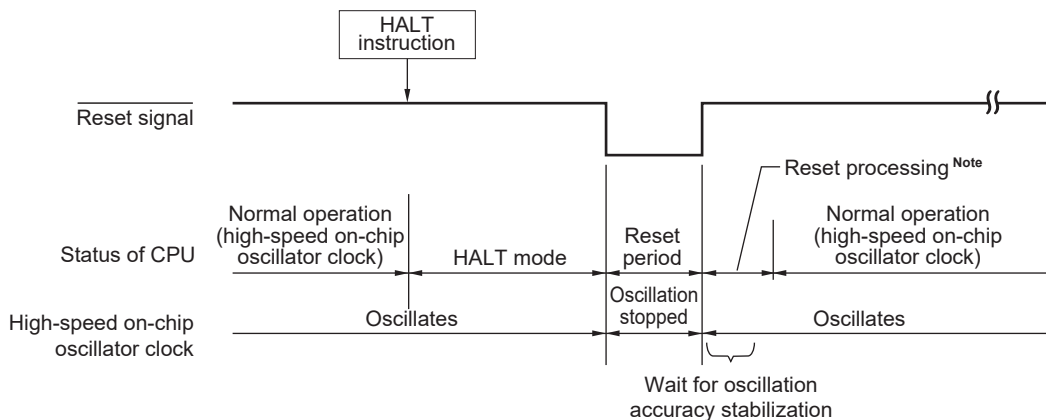 HALT
instruction
Reset signal
Reset processing Note
Normal operation
(high-speed on-chip
oscillator clock)
Status of CPU
HALT mode
Reset
period
Normal operation
(high-speed on-chip
oscillator clock)
High-speed on-chip
oscillator clock
Oscillates
Oscillation
stopped
Oscillates
Wait for oscillation
accuracy stabilization